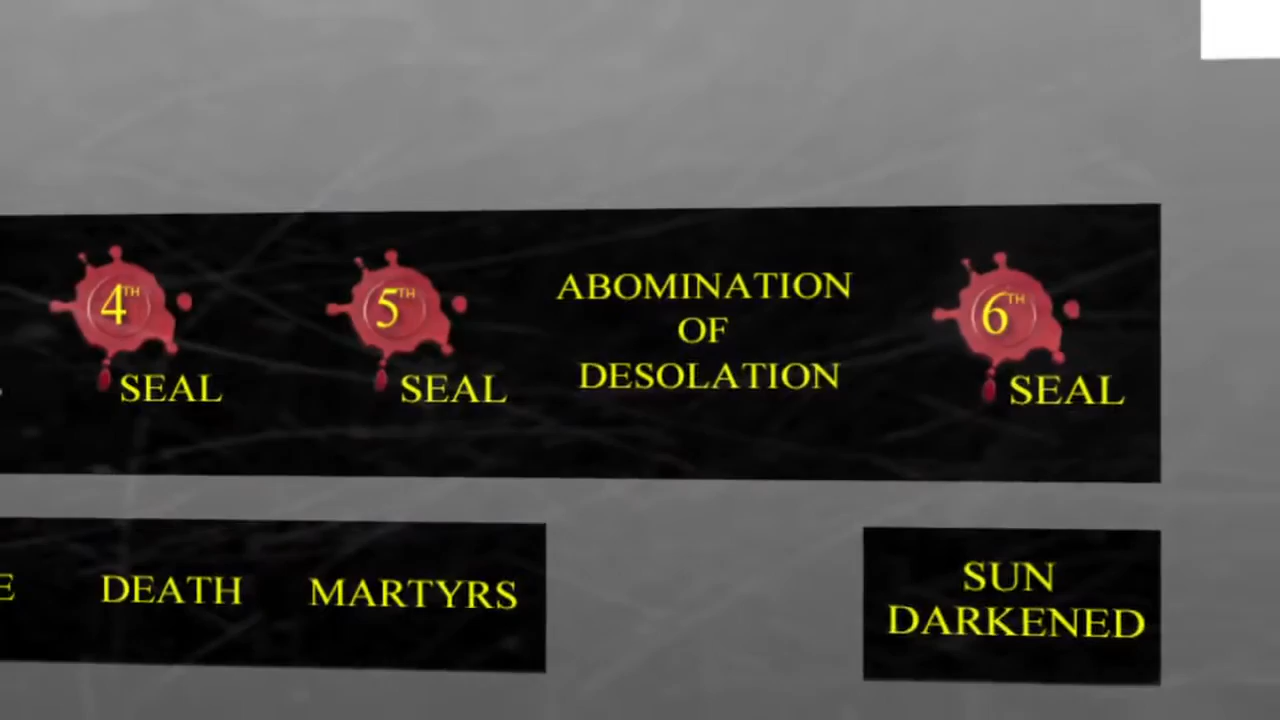 4TH
SEAL
5TH
SEAL
ABOMINATION
OF
DESOLATION
6TH
SEAL
E
DEATH
MARTYRS
SUN
DARKENED